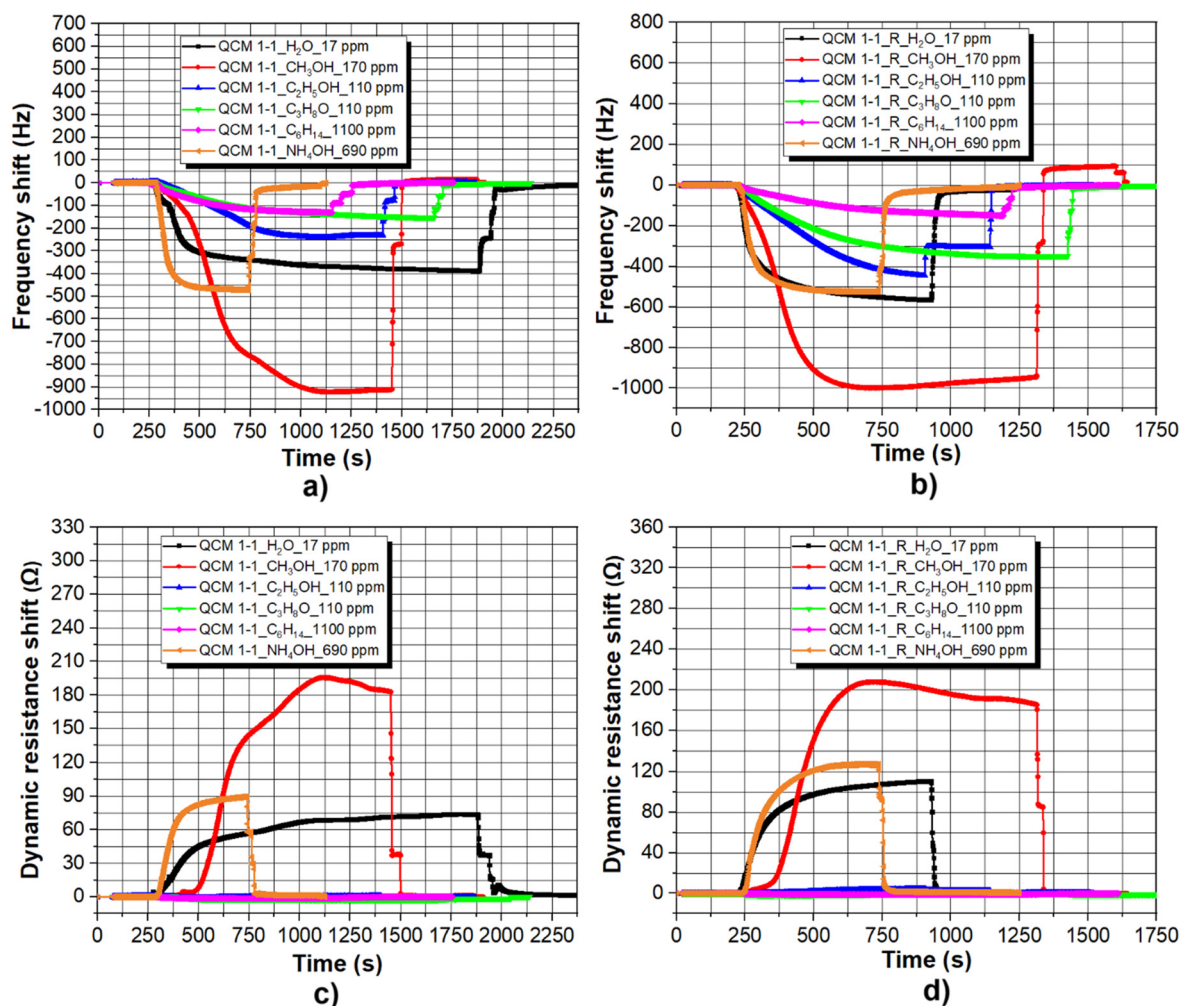 700
600
500
400
300
200
100
0
-100
-200
-300
-400
-500
-600
-700
-800
-900
-1000
Frequency shift (Hz)
QCM 1-1_H₂O_17 ppm
QCM 1-1_CH₃OH_170 ppm
QCM 1-1_C₂H₅OH_110 ppm
QCM 1-1_C₃H₈O_110 ppm
QCM 1-1_C₆H₁₄_1100 ppm
QCM 1-1_NH₄OH_690 ppm
0 250 500 750 1000 1250 1500 1750 2000 2250
Time (s)
a)
800
600
400
200
0
-200
-400
-600
-800
-1000
Frequency shift (Hz)
QCM 1-1_R_H₂O_17 ppm
QCM 1-1_R_CH₃OH_170 ppm
QCM 1-1_R_C₂H₅OH_110 ppm
QCM 1-1_R_C₃H₈O_110 ppm
QCM 1-1_R_C₆H₁₄_1100 ppm
QCM 1-1_R_NH₄OH_690 ppm
0 250 500 750 1000 1250 1500 1750
Time (s)
b)
330
300
270
240
210
180
150
120
90
60
30
0
Dynamic resistance shift (Ω)
QCM 1-1_H₂O_17 ppm
QCM 1-1_CH₃OH_170 ppm
QCM 1-1_C₂H₅OH_110 ppm
QCM 1-1_C₃H₈O_110 ppm
QCM 1-1_C₆H₁₄_1100 ppm
QCM 1-1_NH₄OH_690 ppm
0 250 500 750 1000 1250 1500 1750 2000 2250
Time (s)
c)
360
320
280
240
200
160
120
80
40
0
Dynamic resistance shift (Ω)
QCM 1-1_R_H₂O_17 ppm
QCM 1-1_R_CH₃OH_170 ppm
QCM 1-1_R_C₂H₅OH_110 ppm
QCM 1-1_R_C₃H₈O_110 ppm
QCM 1-1_R_C₆H₁₄_1100 ppm
QCM 1-1_R_NH₄OH_690 ppm
0 250 500 750 1000 1250 1500 1750
Time (s)
d)